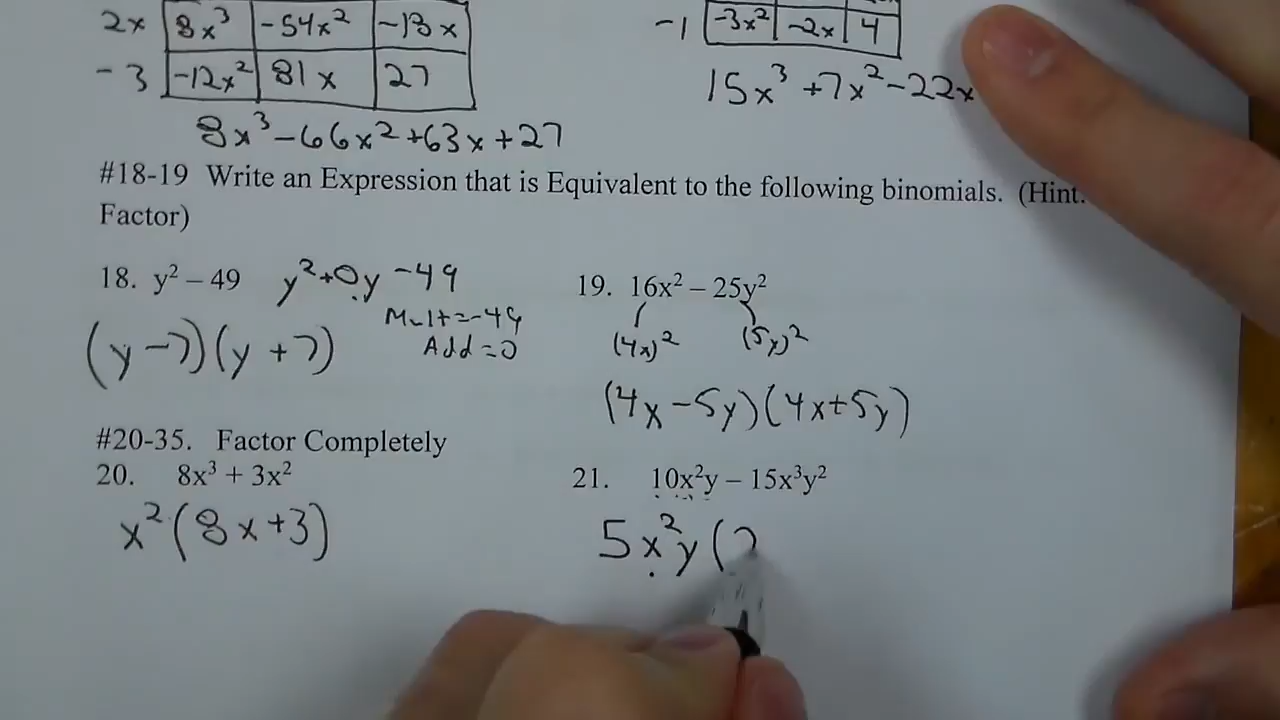 2x 8x³ -54x² -18x
-3 -12x² 81x 27
8x³ -66x² +63x +27
-1 -3x² -2x 4
15x³ +7x² -22x
#18-19 Write an Expression that is Equivalent to the following binomials. (Hint.
Factor)
18. y² – 49 y² +0y -49
Mult=-49
Add=0
(y -7)(y +7)
19. 16x² – 25y²
(4x)² (5y)²
(4x -5y)(4x+5y)
#20-35. Factor Completely
20. 8x³ + 3x²
x²(8x+3)
21. 10x²y – 15x³y²
5x²y(2